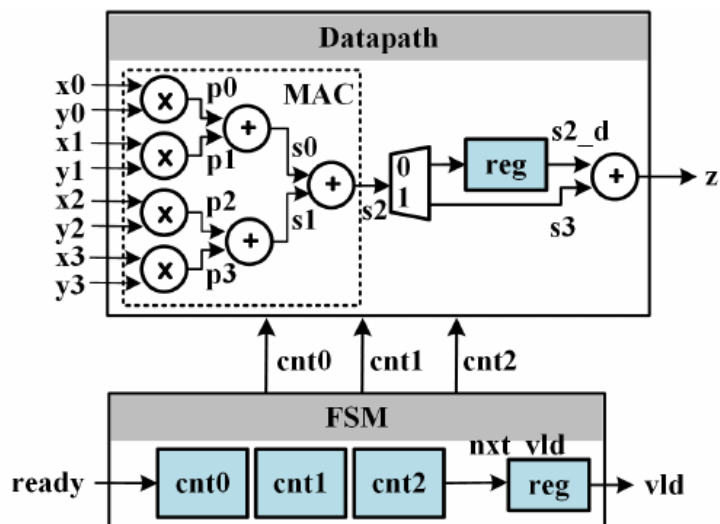 Datapath
MAC
x0
y0
x1
y1
x2
y2
x3
y3
x
x
x
x
p0
p1
p2
p3
+
+
s0
s1
+
s2
0
1
reg
s2_d
s3
+
z
cnt0
cnt1
cnt2
FSM
ready
cnt0
cnt1
cnt2
nxt_vld
reg
vld